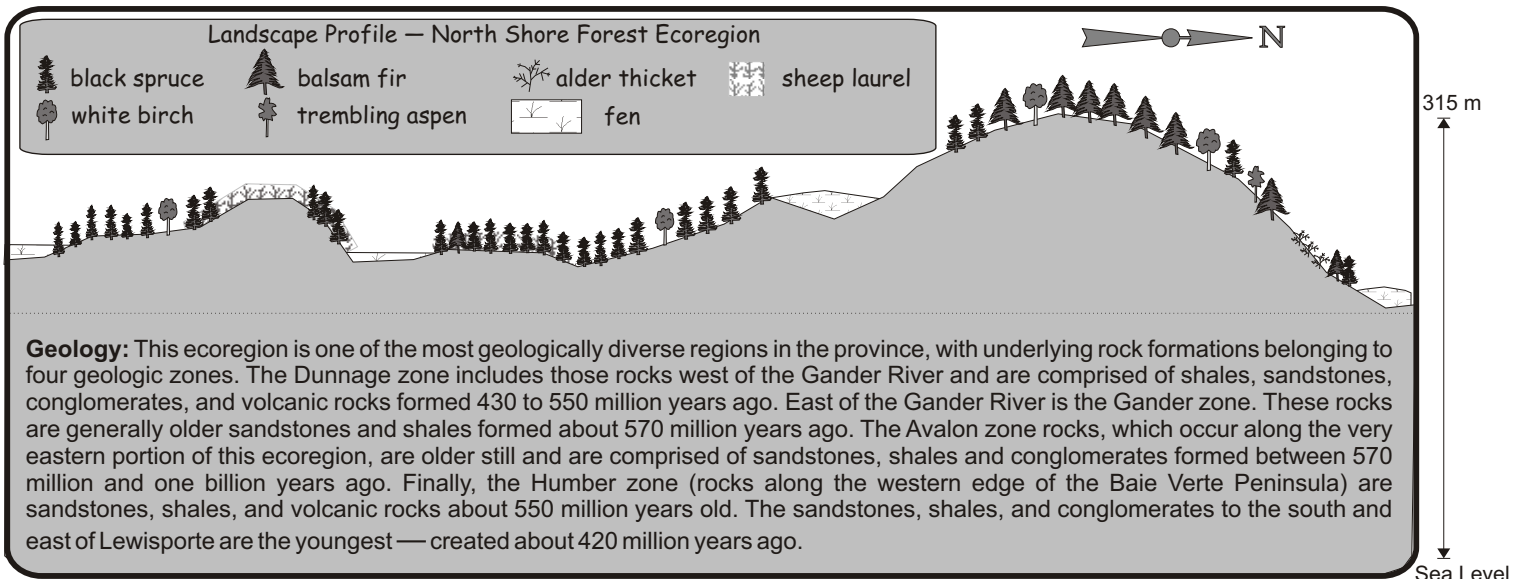 Landscape Profile — North Shore Forest Ecoregion
N
black spruce
balsam fir
alder thicket
sheep laurel
white birch
trembling aspen
fen
315 m
Geology: This ecoregion is one of the most geologically diverse regions in the province, with underlying rock formations belonging to
four geologic zones. The Dunnage zone includes those rocks west of the Gander River and are comprised of shales, sandstones,
conglomerates, and volcanic rocks formed 430 to 550 million years ago. East of the Gander River is the Gander zone. These rocks
are generally older sandstones and shales formed about 570 million years ago. The Avalon zone rocks, which occur along the very
eastern portion of this ecoregion, are older still and are comprised of sandstones, shales and conglomerates formed between 570
million and one billion years ago. Finally, the Humber zone (rocks along the western edge of the Baie Verte Peninsula) are
sandstones, shales, and volcanic rocks about 550 million years old. The sandstones, shales, and conglomerates to the south and
east of Lewisporte are the youngest — created about 420 million years ago.
Sea Level